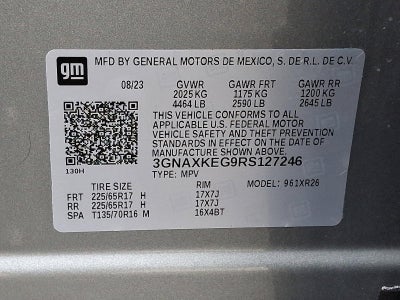 gm
MFD BY GENERAL MOTORS DE MEXICO, S. DE R.L. DE C.V.
08/23 GVWR GAWR FRT GAWR RR
2025 KG 1175 KG 1200 KG
4464 LB 2590 LB 2645 LB
THIS VEHICLE CONFORMS TO ALL
APPLICABLE U.S. FEDERAL MOTOR
VEHICLE SAFETY AND THEFT PREVENTION
STANDARDS IN EFFECT ON THE DATE OF
MANUFACTURE SHOWN ABOVE.
3GNAXKEG9RS127246
130H TYPE: MPV
TIRE SIZE RIM MODEL: 961XR26
FRT 225/65R17 H 17X7J
RR 225/65R17 H 17X7J
SPA T135/70R16 M 16X4BT